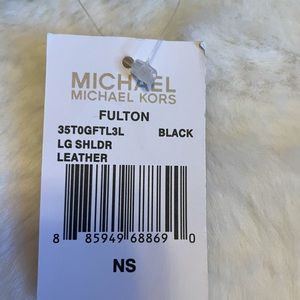 MICHAEL
MICHAEL KORS
FULTON
35T0GFTL3L BLACK
LG SHLDR
LEATHER
8 85949 68869 0
NS